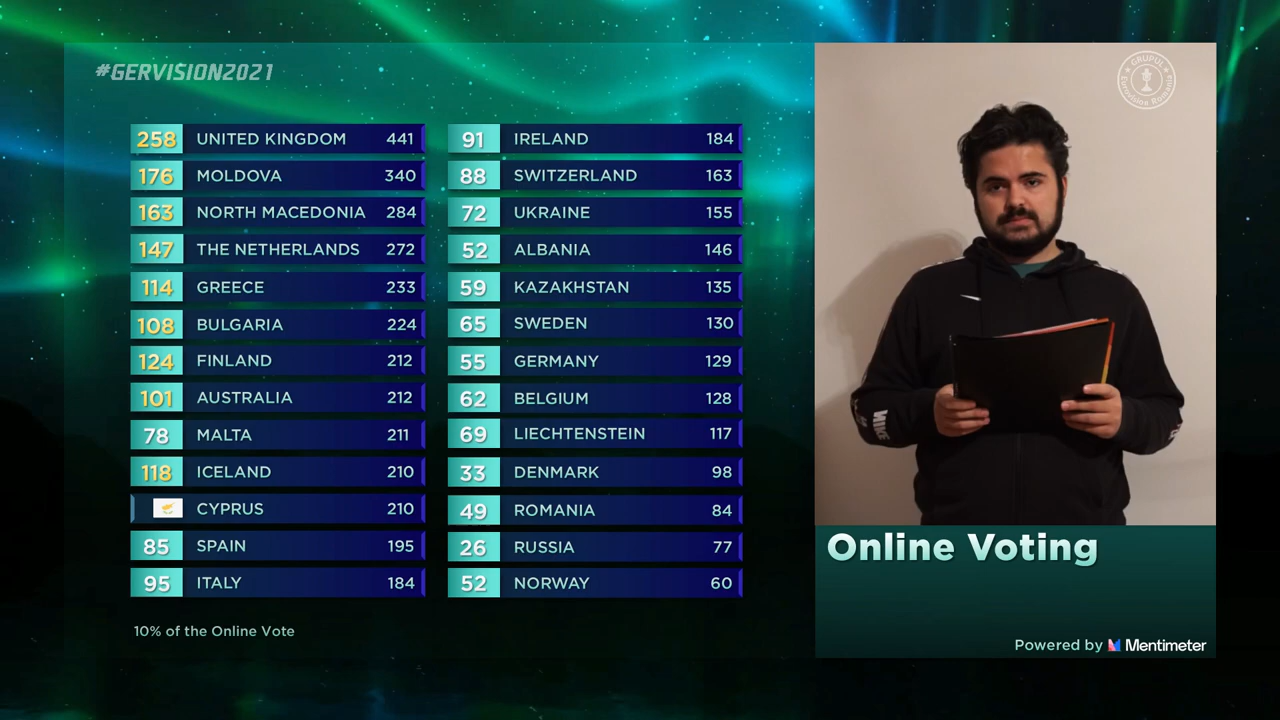 #GERVISION2021
258 UNITED KINGDOM 441
176 MOLDOVA 340
163 NORTH MACEDONIA 284
147 THE NETHERLANDS 272
114 GREECE 233
108 BULGARIA 224
124 FINLAND 212
101 AUSTRALIA 212
78 MALTA 211
118 ICELAND 210
CYPRUS 210
85 SPAIN 195
95 ITALY 184
91 IRELAND 184
88 SWITZERLAND 163
72 UKRAINE 155
52 ALBANIA 146
59 KAZAKHSTAN 135
65 SWEDEN 130
55 GERMANY 129
62 BELGIUM 128
69 LIECHTENSTEIN 117
33 DENMARK 98
49 ROMANIA 84
26 RUSSIA 77
52 NORWAY 60
10% of the Online Vote
GRUPUL
Eurovision Romania
NIKE
Online Voting
Powered by Mentimeter